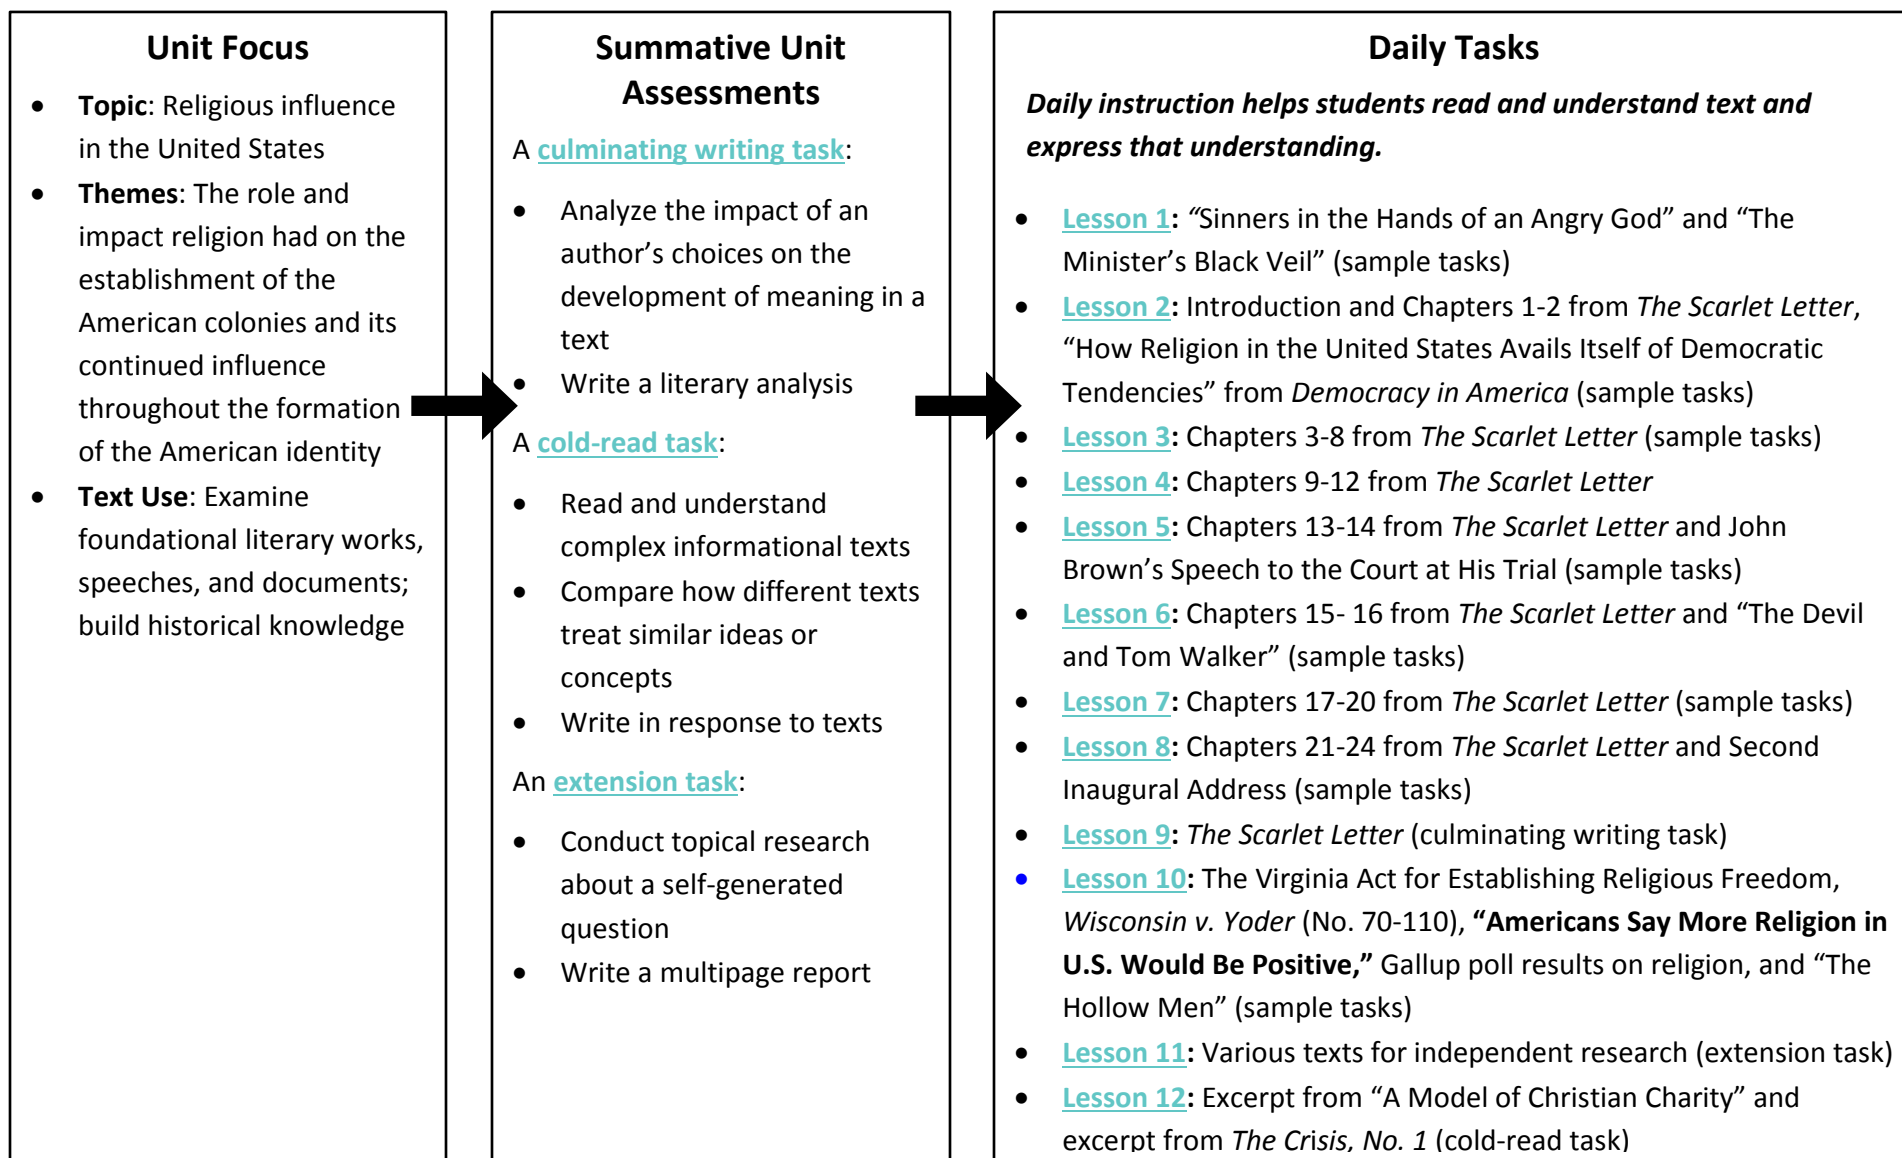 Unit Focus
• Topic: Religious influence
in the United States
• Themes: The role and
impact religion had on the
establishment of the
American colonies and its
continued influence
throughout the formation
of the American identity
• Text Use: Examine
foundational literary works,
speeches, and documents;
build historical knowledge
Summative Unit
Assessments
A culminating writing task:
• Analyze the impact of an
author’s choices on the
development of meaning in a
text
• Write a literary analysis
A cold-read task:
• Read and understand
complex informational texts
• Compare how different texts
treat similar ideas or
concepts
• Write in response to texts
An extension task:
• Conduct topical research
about a self-generated
question
• Write a multipage report
Daily Tasks
Daily instruction helps students read and understand text and
express that understanding.
• Lesson 1: “Sinners in the Hands of an Angry God” and “The
Minister’s Black Veil” (sample tasks)
• Lesson 2: Introduction and Chapters 1-2 from The Scarlet Letter,
“How Religion in the United States Avails Itself of Democratic
Tendencies” from Democracy in America (sample tasks)
• Lesson 3: Chapters 3-8 from The Scarlet Letter (sample tasks)
• Lesson 4: Chapters 9-12 from The Scarlet Letter
• Lesson 5: Chapters 13-14 from The Scarlet Letter and John
Brown’s Speech to the Court at His Trial (sample tasks)
• Lesson 6: Chapters 15- 16 from The Scarlet Letter and “The Devil
and Tom Walker” (sample tasks)
• Lesson 7: Chapters 17-20 from The Scarlet Letter (sample tasks)
• Lesson 8: Chapters 21-24 from The Scarlet Letter and Second
Inaugural Address (sample tasks)
• Lesson 9: The Scarlet Letter (culminating writing task)
• Lesson 10: The Virginia Act for Establishing Religious Freedom,
Wisconsin v. Yoder (No. 70-110), “Americans Say More Religion in
U.S. Would Be Positive,” Gallup poll results on religion, and “The
Hollow Men” (sample tasks)
• Lesson 11: Various texts for independent research (extension task)
• Lesson 12: Excerpt from “A Model of Christian Charity” and
excerpt from The Crisis, No. 1 (cold-read task)